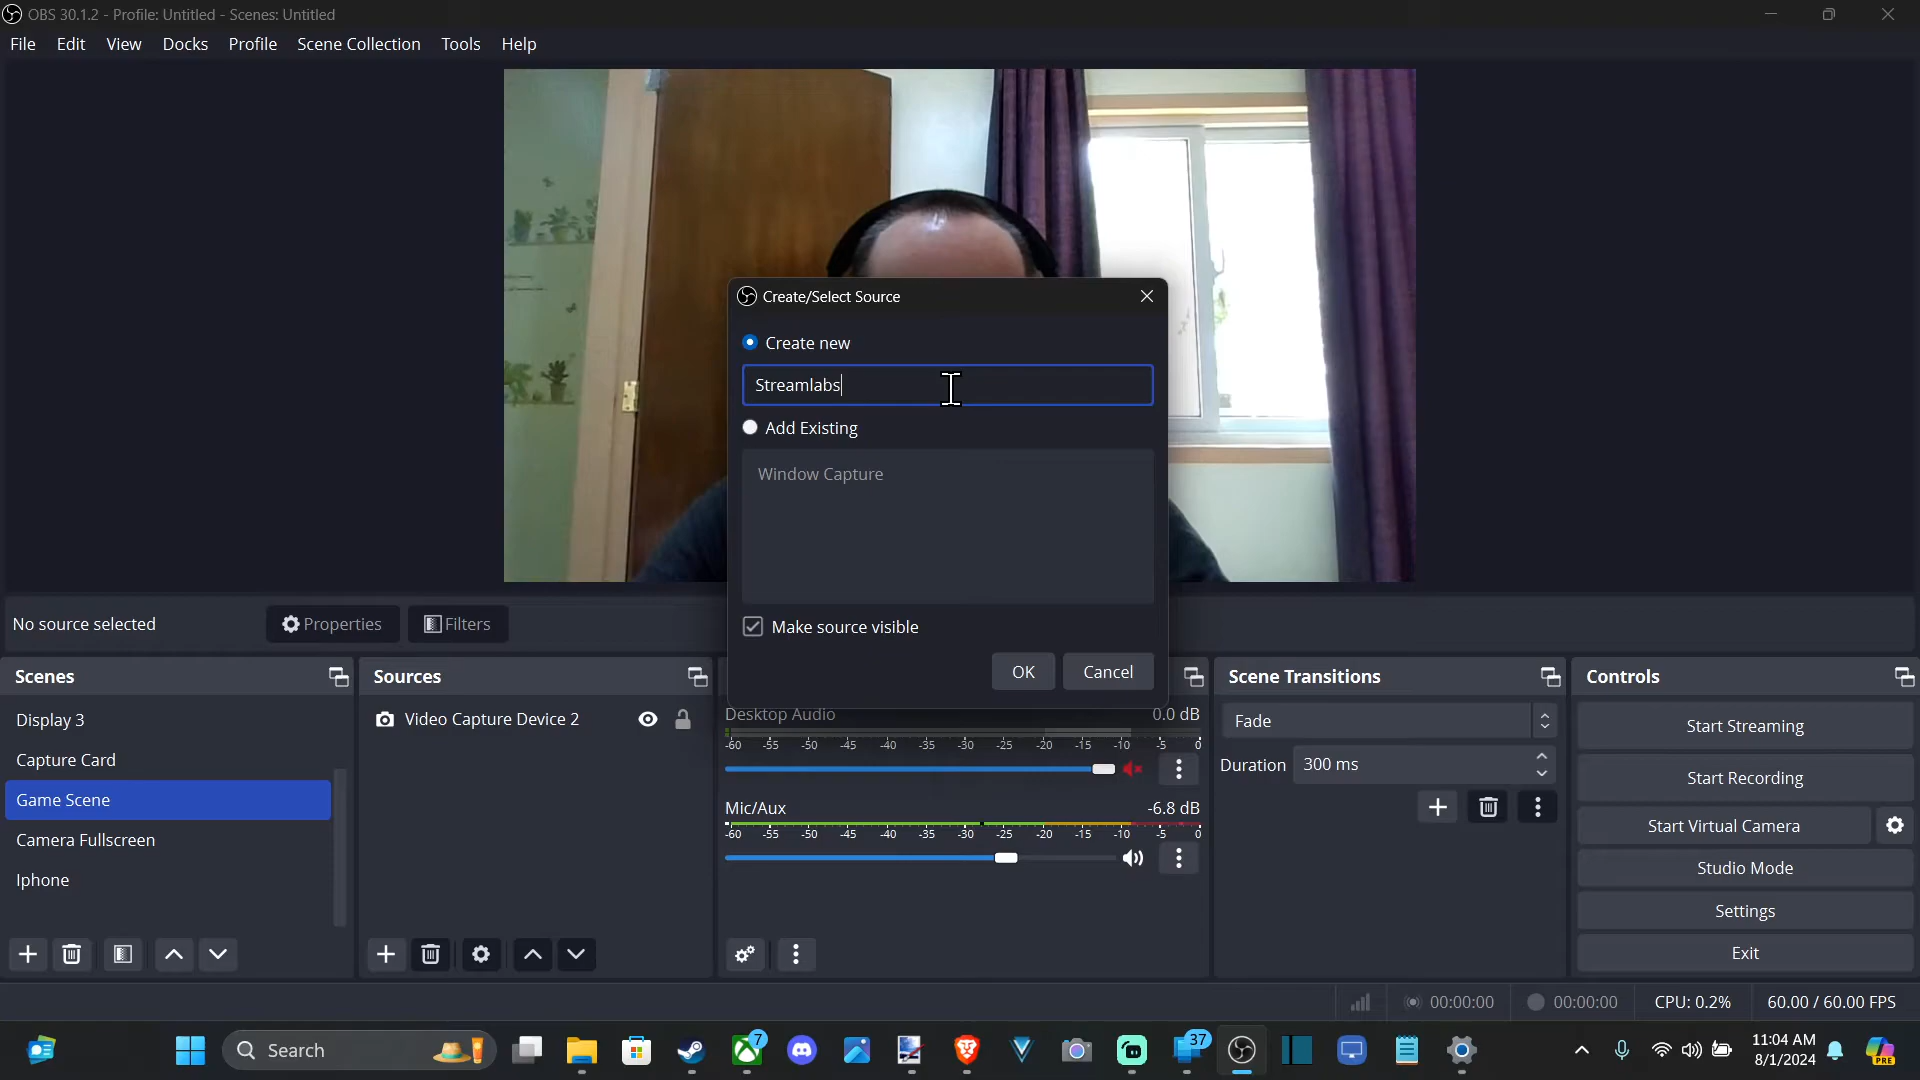 OBS 30.1.2 - Profile: Untitled - Scenes: Untitled
File Edit View Docks Profile Scene Collection Tools Help
Create/Select Source
Create new
Streamlabs
Add Existing
Window Capture
Make source visible
OK Cancel
No source selected Properties Filters
Scenes
Display 3
Capture Card
Game Scene
Camera Fullscreen
Iphone
Sources
Video Capture Device 2
Desktop Audio 0.0 dB
-60 -55 -50 -45 -40 -35 -30 -25 -20 -15 -10 -5 0
Mic/Aux -6.8 dB
-60 -55 -50 -45 -40 -35 -30 -25 -20 -15 -10 -5 0
Scene Transitions
Fade
Duration 300 ms
Controls
Start Streaming
Start Recording
Start Virtual Camera
Studio Mode
Settings
Exit
00:00:00 00:00:00 CPU: 0.2% 60.00 / 60.00 FPS
Search 7 37 11:04 AM
8/1/2024
PRE